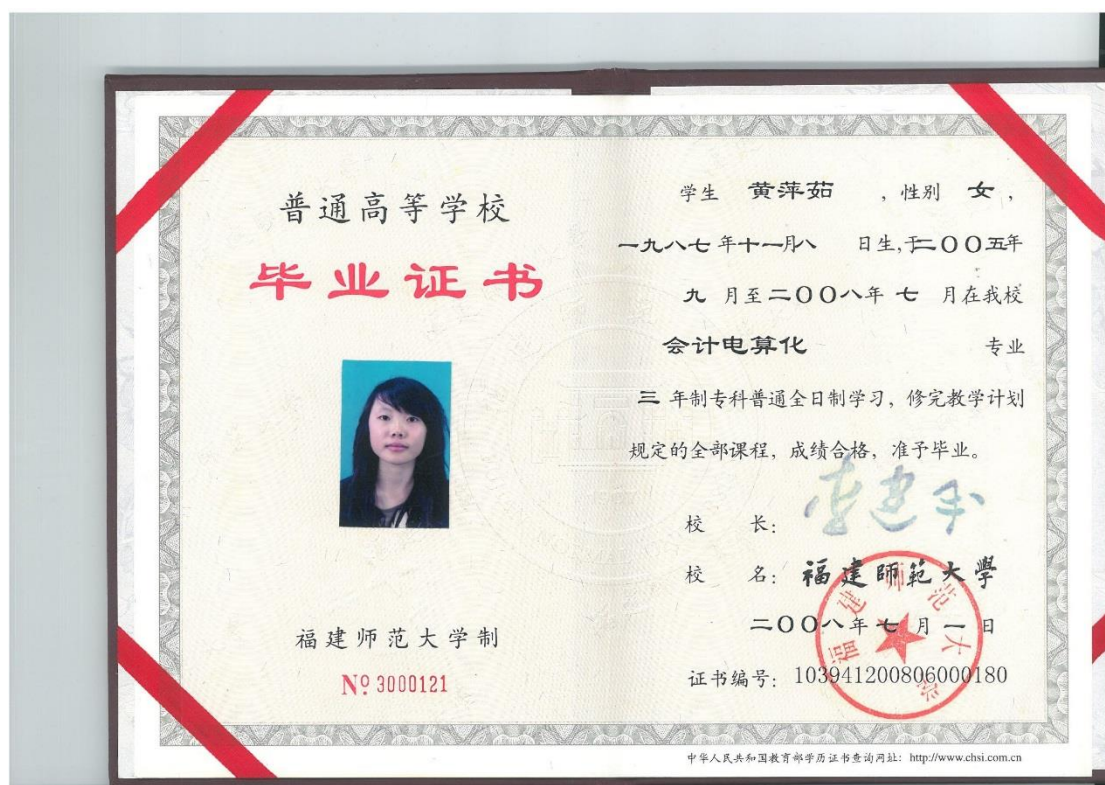 普通高等学校
毕业证书
福建师范大学制
Nº 3000121
学生 黄萍茹 ，性别 女，
一九八七年十一月八 日生，于二〇〇五年
九 月至二〇〇八年 七 月在我校
会计电算化 专业
三 年制专科普通全日制学习，修完教学计划
规定的全部课程，成绩合格，准予毕业。
校 长：
校 名：福建師範大學
二〇〇八年七月一日
证书编号：103941200806000180
福建师范大学
中华人民共和国教育部学历证书查询网址：http://www.chsi.com.cn